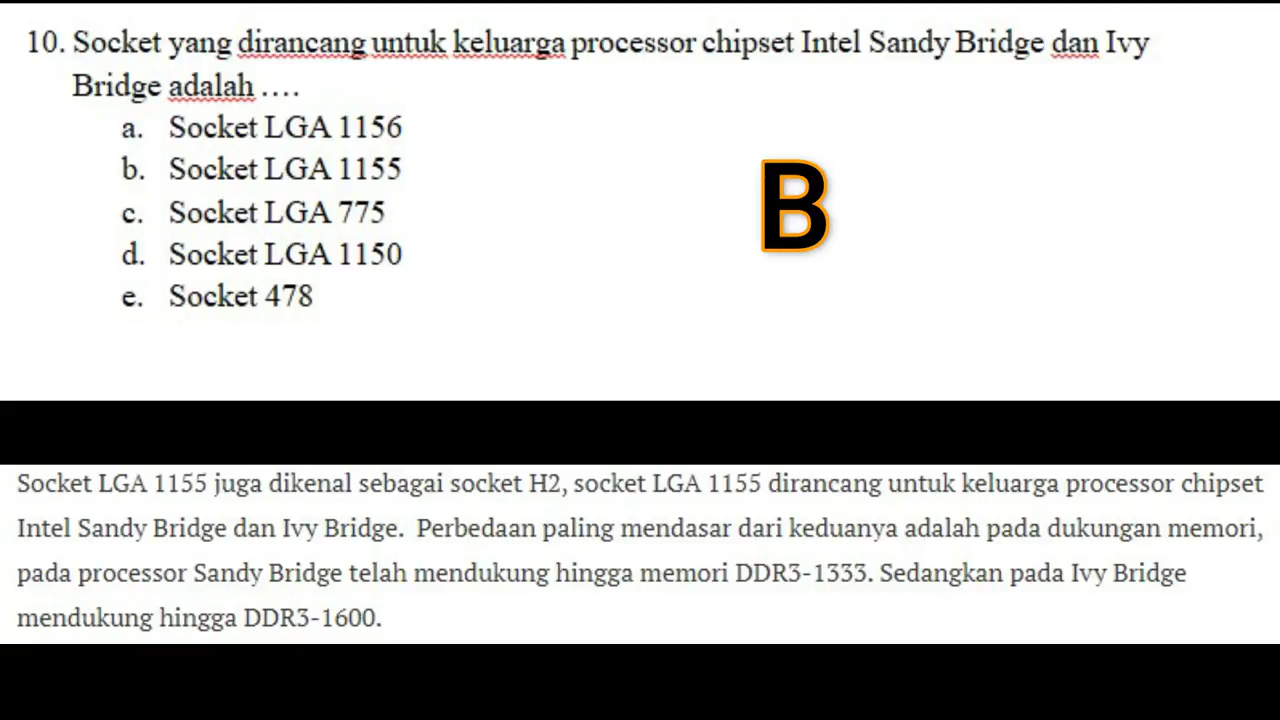 10. Socket yang dirancang untuk keluarga processor chipset Intel Sandy Bridge dan Ivy
Bridge adalah ....
a. Socket LGA 1156
b. Socket LGA 1155
c. Socket LGA 775
d. Socket LGA 1150
e. Socket 478
B
Socket LGA 1155 juga dikenal sebagai socket H2, socket LGA 1155 dirancang untuk keluarga processor chipset
Intel Sandy Bridge dan Ivy Bridge. Perbedaan paling mendasar dari keduanya adalah pada dukungan memori,
pada processor Sandy Bridge telah mendukung hingga memori DDR3-1333. Sedangkan pada Ivy Bridge
mendukung hingga DDR3-1600.